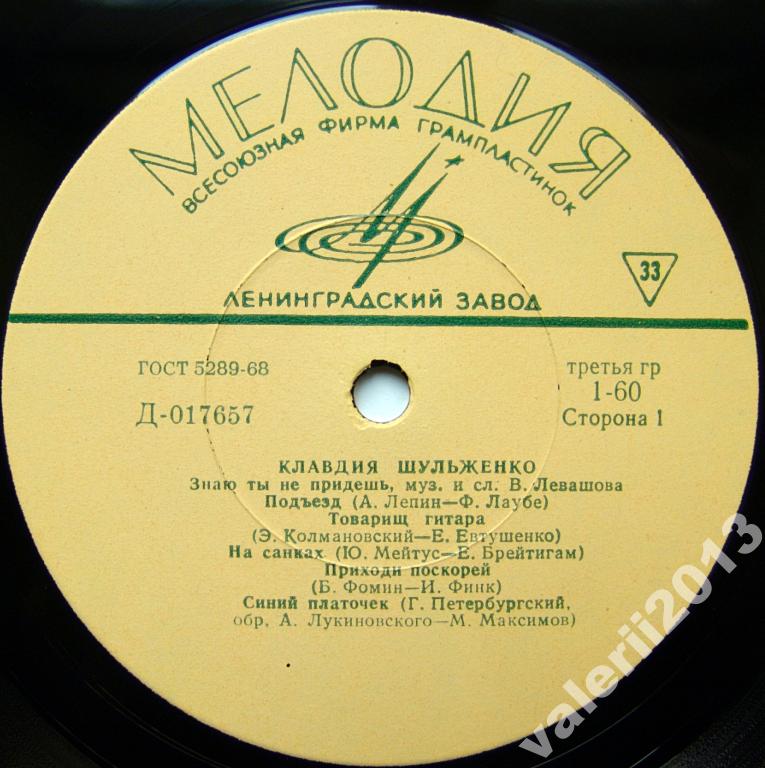 МЕЛОДИЯ
ВСЕСОЮЗНАЯ ФИРМА ГРАМПЛАСТИНОК
ЛЕНИНГРАДСКИЙ ЗАВОД
33
ГОСТ 5289-68
Д-017657
третья гр
1-60
Сторона 1
КЛАВДИЯ ШУЛЬЖЕНКО
Знаю ты не придешь, муз. и сл. В. Левашова
Подъезд (А. Лепин—Ф. Лаубе)
Товарищ гитара
(Э. Колмановский—Е. Евтушенко)
На санках (Ю. Мейтус—Е. Брейтигам)
Приходи поскорей
(Б. Фомин—И. Финк)
Синий платочек (Г. Петербургский,
обр, А. Лукиновского—М. Максимов)
valerii2013